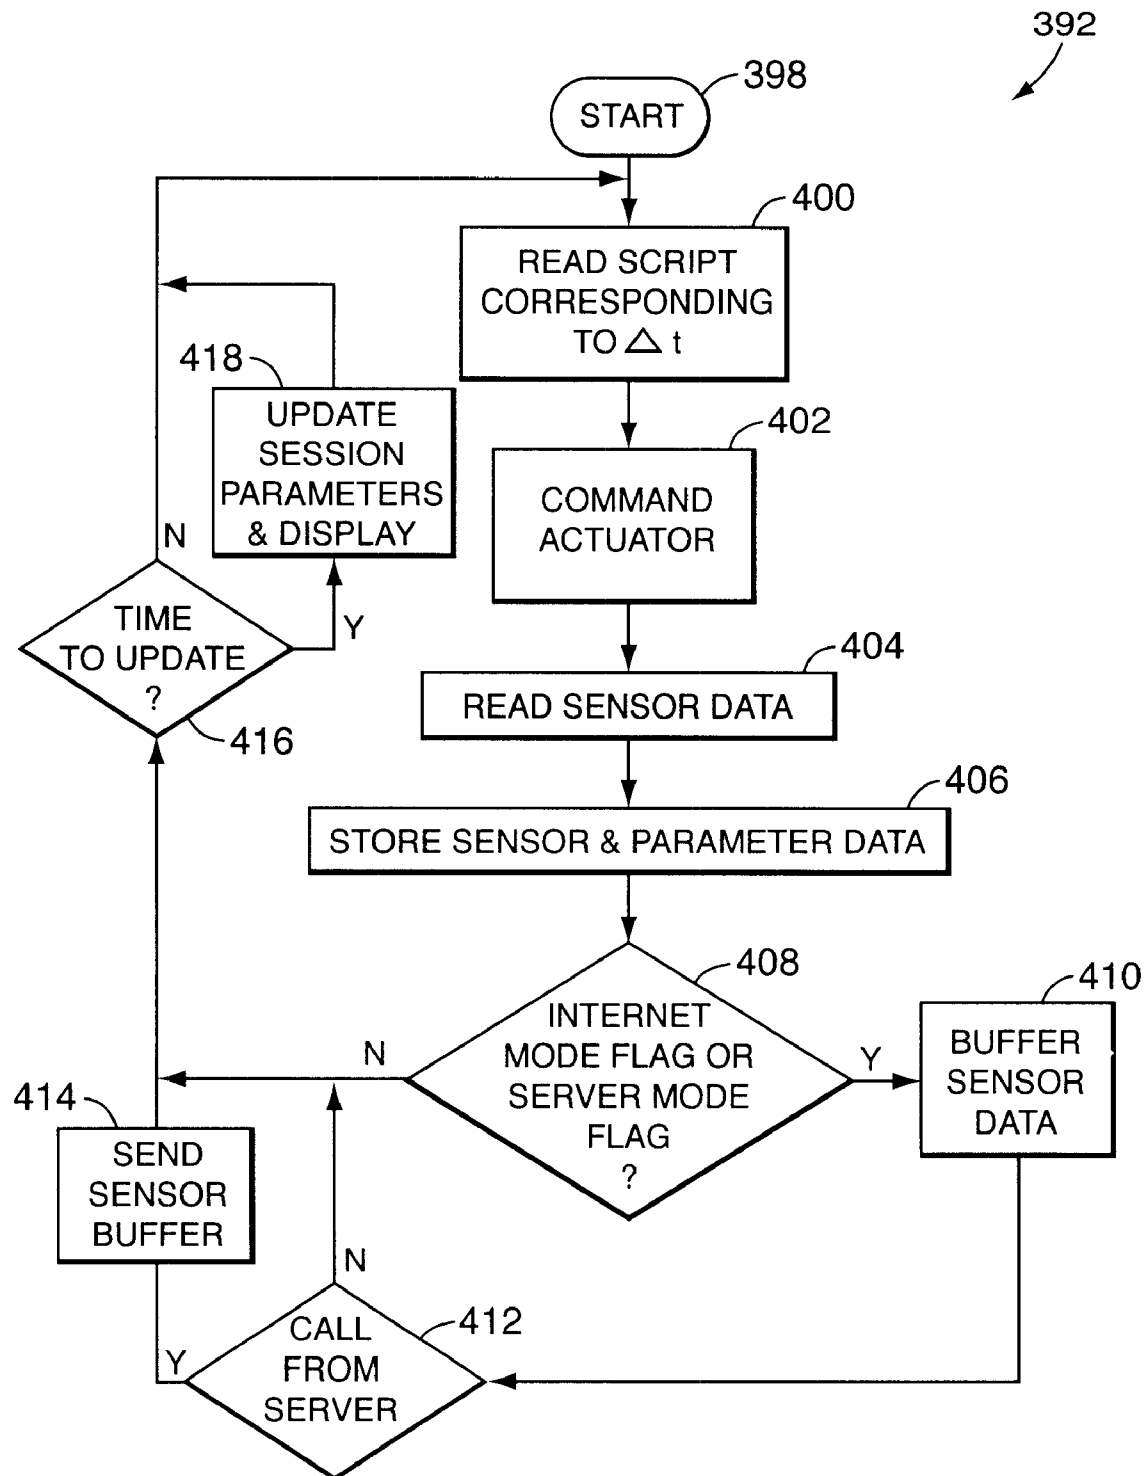 392
398
START
400
READ SCRIPT
CORRESPONDING
TO △ t
418
UPDATE
SESSION
PARAMETERS
& DISPLAY
402
COMMAND
ACTUATOR
N
TIME
TO UPDATE
?
Y
416
404
READ SENSOR DATA
406
STORE SENSOR & PARAMETER DATA
408
INTERNET
MODE FLAG OR
SERVER MODE
FLAG
?
N
Y
410
BUFFER
SENSOR
DATA
414
SEND
SENSOR
BUFFER
N
412
CALL
FROM
SERVER
Y